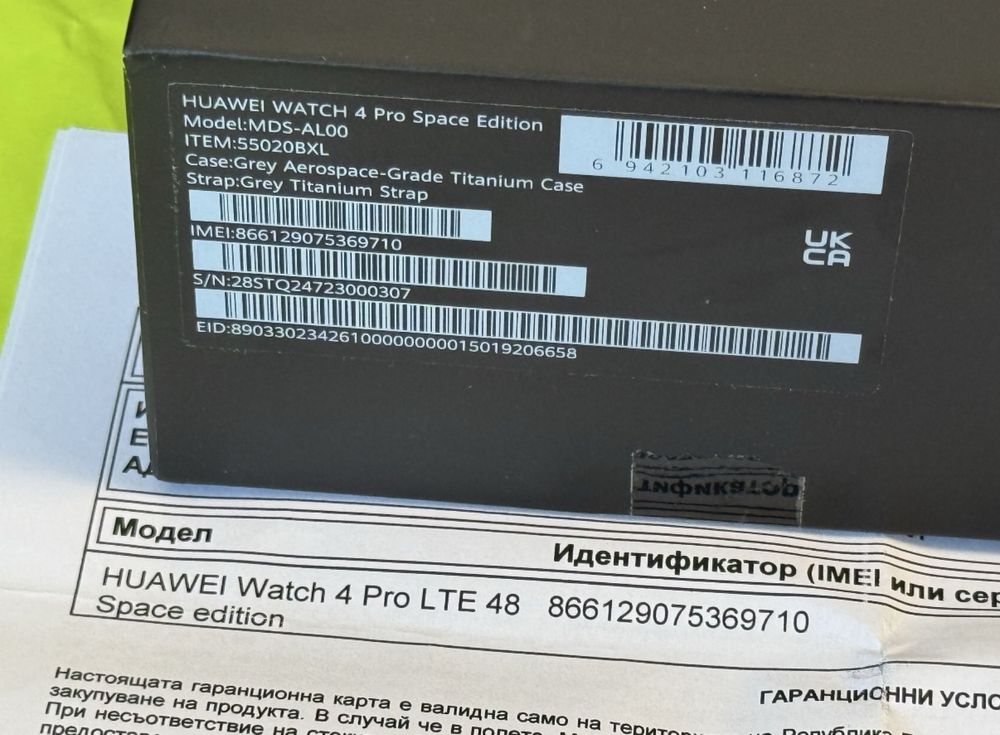 HUAWEI WATCH 4 Pro Space Edition
Model:MDS-AL00
ITEM:55020BXL
Case:Grey Aerospace-Grade Titanium Case
Strap:Grey Titanium Strap
6 942103 116872
IMEI:866129075369710
S/N:28STQ24723000307
EID:89033023426100000000015019206658
UK
CA
Модел
Идентификатор (IMEI или сер
HUAWEI Watch 4 Pro LTE 48 866129075369710
Space edition
ГАРАНЦИОННИ УСЛО
Настоящата гаранционна карта е валидна само на територ
закупуване на продукта. В случай че в полето
При несъответствие на